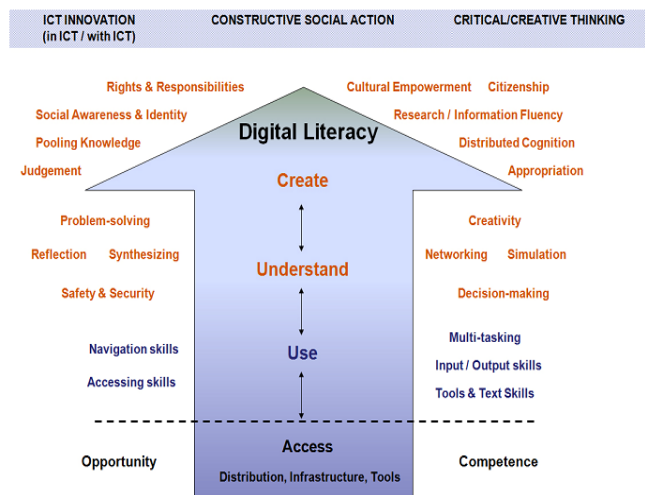 ICT INNOVATION
(in ICT / with ICT)
CONSTRUCTIVE SOCIAL ACTION
CRITICAL/CREATIVE THINKING
Rights & Responsibilities
Cultural Empowerment
Citizenship
Social Awareness & Identity
Research / Information Fluency
Digital Literacy
Pooling Knowledge
Distributed Cognition
Judgement
Appropriation
Create
Problem-solving
Creativity
Reflection
Synthesizing
Networking
Simulation
Understand
Safety & Security
Decision-making
Multi-tasking
Navigation skills
Use
Input / Output skills
Accessing skills
Tools & Text Skills
Access
Opportunity
Competence
Distribution, Infrastructure, Tools